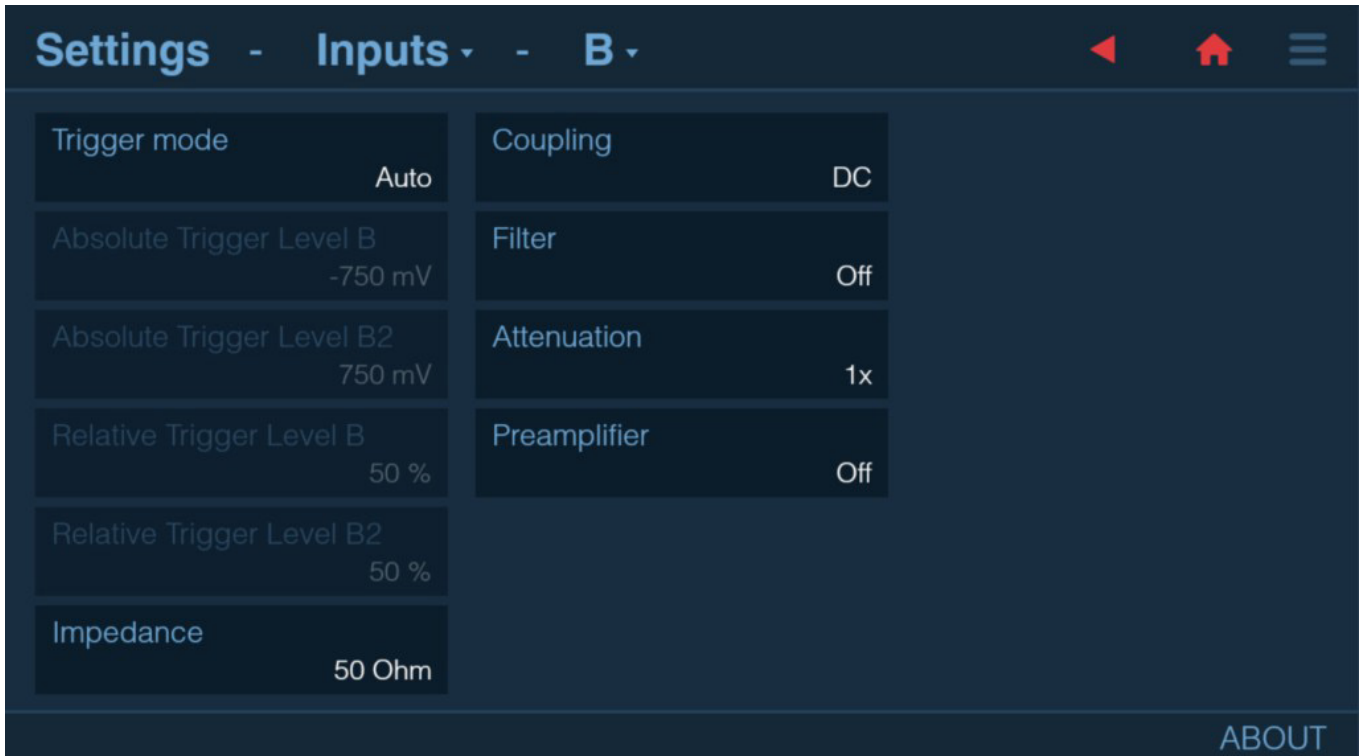 Settings - Inputs - B
Trigger mode
Auto
Absolute Trigger Level B
-750 mV
Absolute Trigger Level B2
750 mV
Relative Trigger Level B
50 %
Relative Trigger Level B2
50 %
Impedance
50 Ohm
Coupling
DC
Filter
Off
Attenuation
1x
Preamplifier
Off
ABOUT